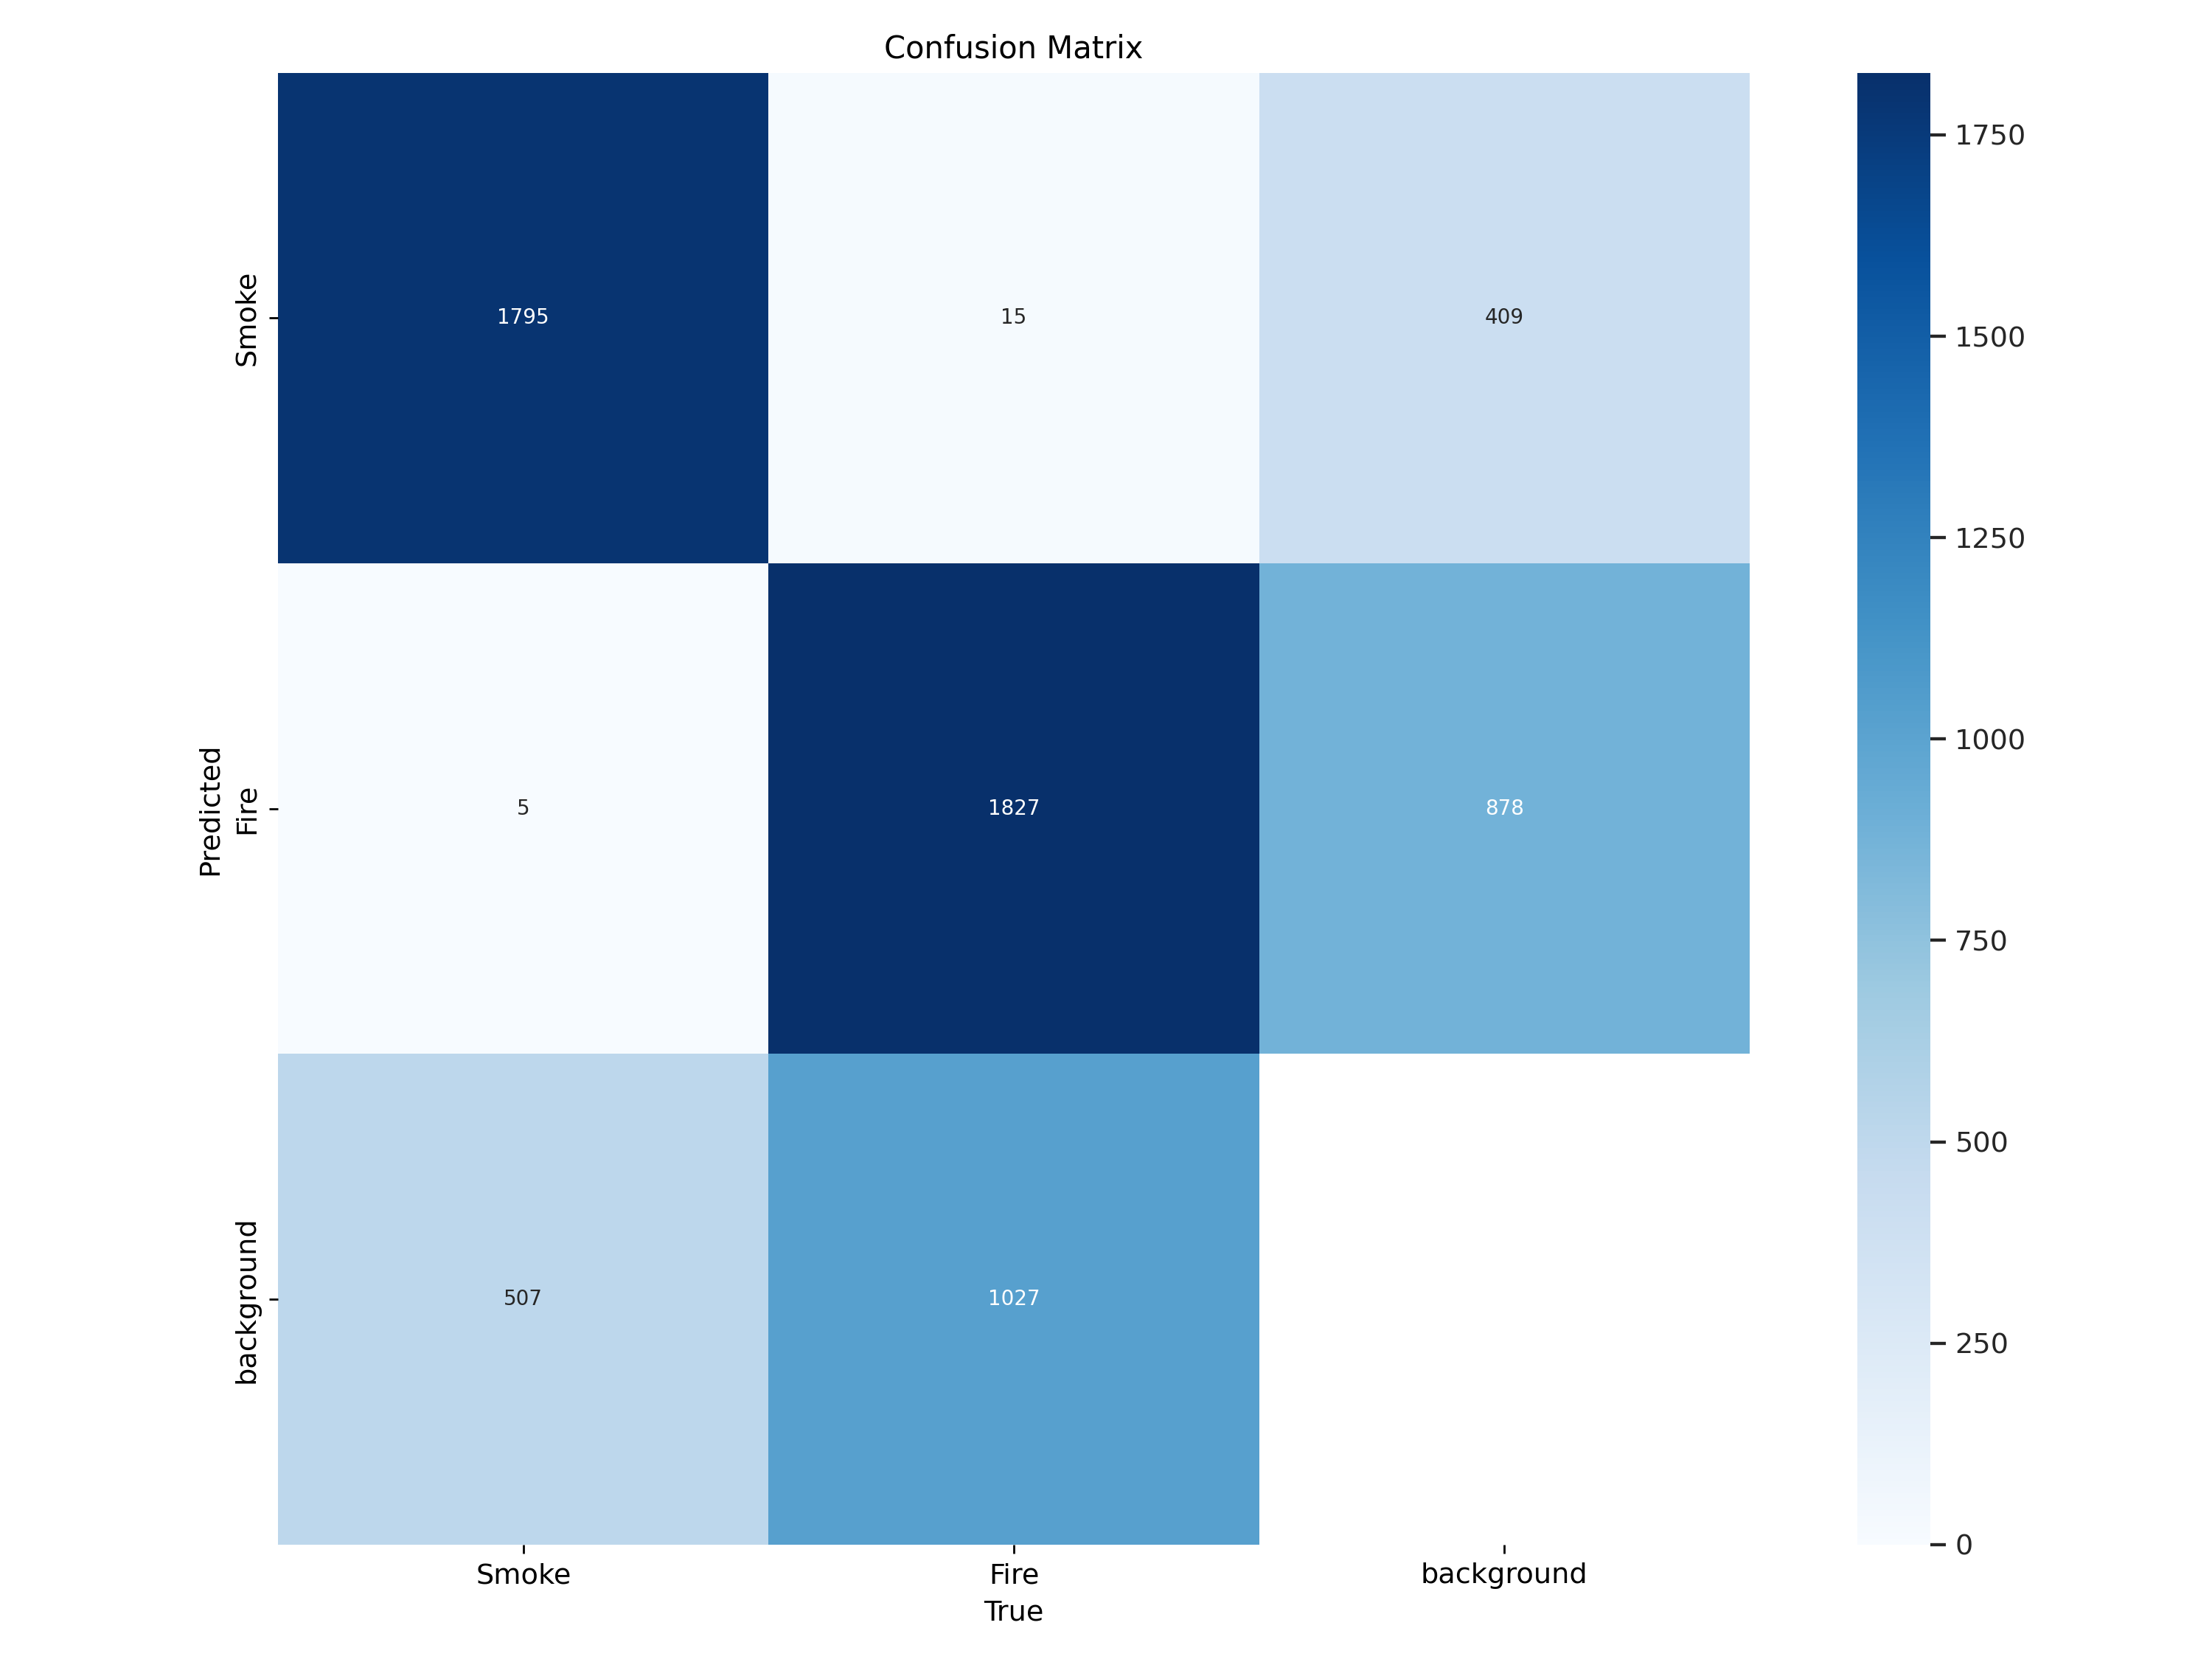 Confusion Matrix
Smoke
1795
15
409
Predicted
Fire
5
1827
878
background
507
1027
Smoke
Fire
background
True
1750
1500
1250
1000
750
500
250
0